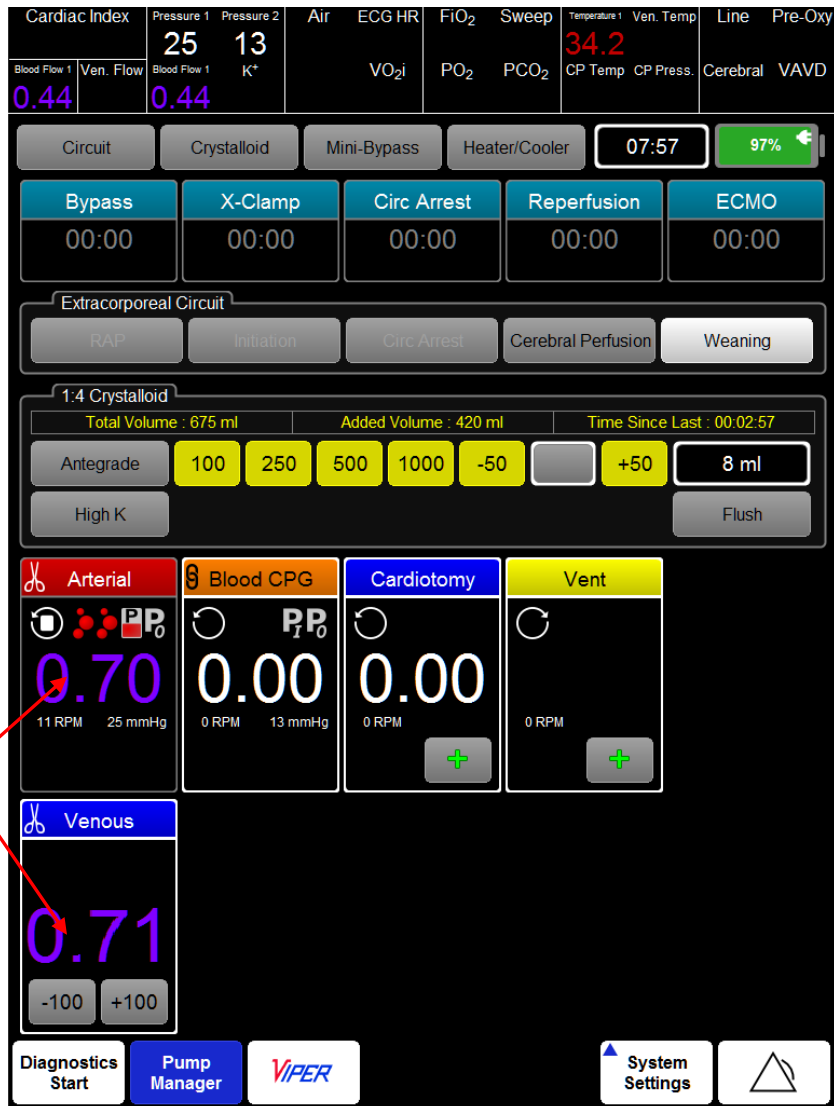 Cardiac Index Pressure 1 Pressure 2 Air ECG HR FiO2 Sweep Temperature 1 Ven. Temp Line Pre-Oxy
25 13 34.2
Blood Flow 1 Ven. Flow Blood Flow 1 K+ VO2i PO2 PCO2 CP Temp CP Press. Cerebral VAVD
0.44 0.44
Circuit Crystalloid Mini-Bypass Heater/Cooler 07:57 97%
Bypass X-Clamp Circ Arrest Reperfusion ECMO
00:00 00:00 00:00 00:00 00:00
Extracorporeal Circuit
RAP Initiation Circ Arrest Cerebral Perfusion Weaning
1:4 Crystalloid
Total Volume : 675 ml Added Volume : 420 ml Time Since Last : 00:02:57
Antegrade 100 250 500 1000 -50 +50 8 ml
High K Flush
Arterial 8 Blood CPG Cardiotomy Vent
P PO PI PO
0.70 0.00 0.00
11 RPM 25 mmHg 0 RPM 13 mmHg 0 RPM 0 RPM
Venous
0.71
-100 +100
Diagnostics Pump VIPER System
Start Manager Settings